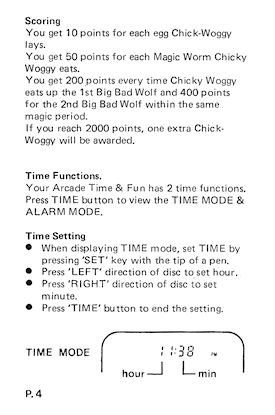 Scoring
You get 10 points for each egg Chick-Woggy
lays.
You get 50 points for each Magic Worm Chicky
Woggy eats.
You get 200 points every time Chicky Woggy
eats up the 1st Big Bad Wolf and 400 points
for the 2nd Big Bad Wolf within the same
magic period.
If you reach 2000 points, one extra Chick-
Woggy will be awarded.
Time Functions.
Your Arcade Time & Fun has 2 time functions.
Press TIME button to view the TIME MODE &
ALARM MODE.
Time Setting
● When displaying TIME mode, set TIME by
pressing 'SET' key with the tip of a pen.
● Press 'LEFT' direction of disc to set hour.
● Press 'RIGHT' direction of disc to set
minute.
● Press 'TIME' button to end the setting.
TIME MODE 11:38 PM
hour min
P. 4